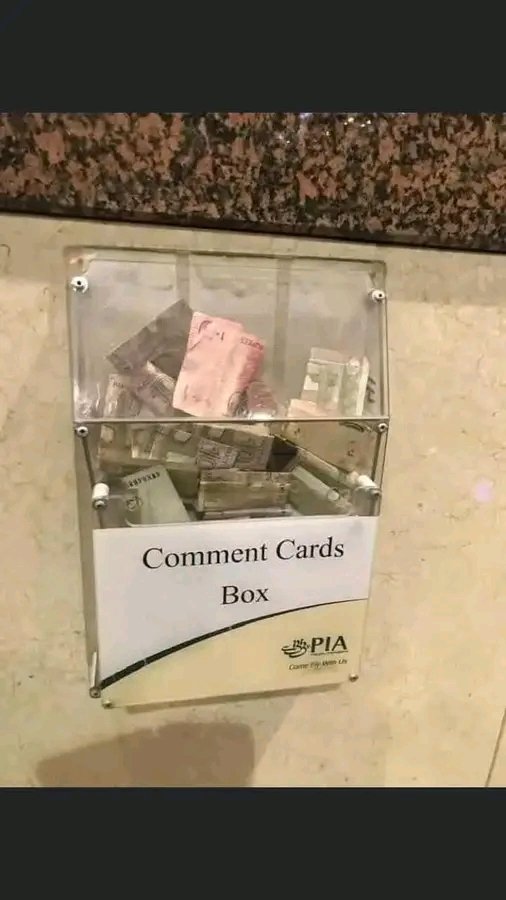 Comment Cards
Box
PIA
Come Fly With Us